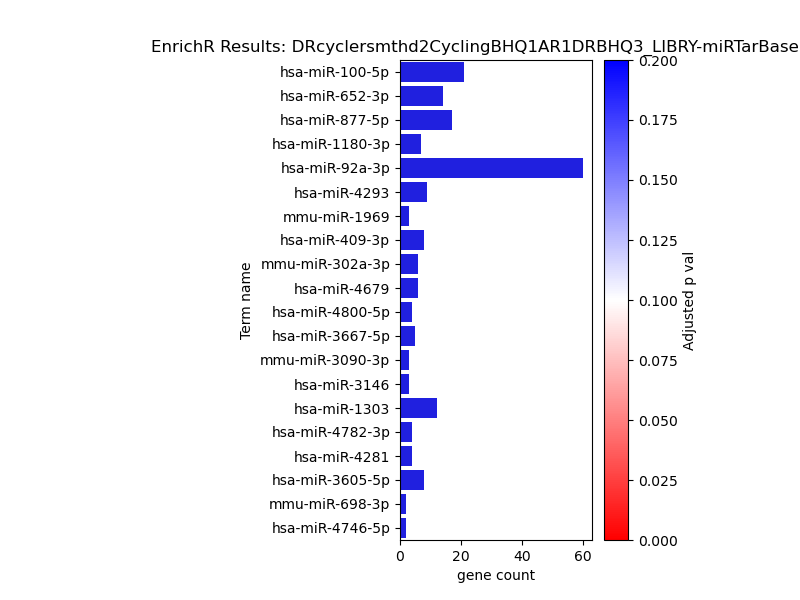 EnrichR Results: DRcyclersmthd2CyclingBHQ1AR1DRBHQ3_LIBRY-miRTarBase
hsa-miR-100-5p
hsa-miR-652-3p
hsa-miR-877-5p
hsa-miR-1180-3p
hsa-miR-92a-3p
hsa-miR-4293
mmu-miR-1969
hsa-miR-409-3p
mmu-miR-302a-3p
hsa-miR-4679
hsa-miR-4800-5p
hsa-miR-3667-5p
mmu-miR-3090-3p
hsa-miR-3146
hsa-miR-1303
hsa-miR-4782-3p
hsa-miR-4281
hsa-miR-3605-5p
mmu-miR-698-3p
hsa-miR-4746-5p
Term name
0 20 40 60
gene count
0.200
0.175
0.150
0.125
0.100
0.075
0.050
0.025
0.000
Adjusted p val